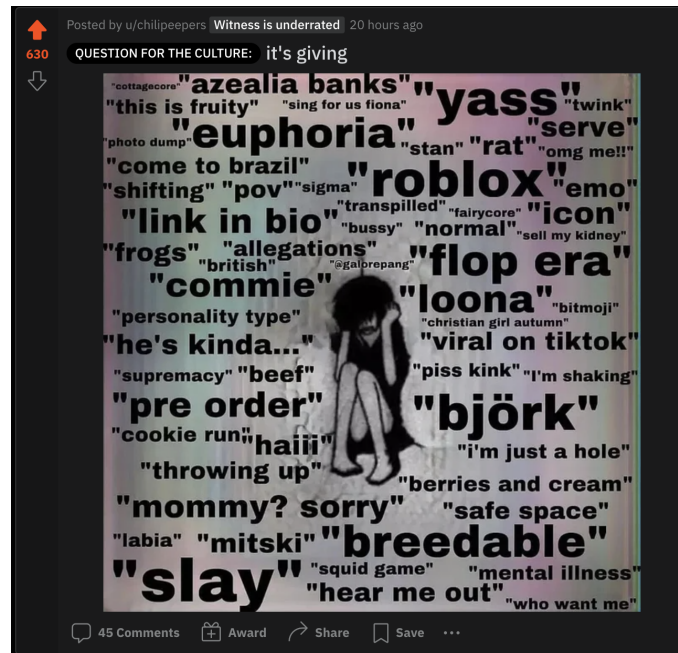 Posted by u/chilipeepers Witness is underrated 20 hours ago
630
QUESTION FOR THE CULTURE: it's giving
"cottagecore" "azealia banks" "yass" "twink"
"this is fruity" "sing for us fiona"
"photo dump" "euphoria" "stan" "rat" "serve"
"omg me!!"
"come to brazil" "roblox" "emo"
"shifting" "pov" "sigma"
"transpilled" "fairycore" "icon"
"link in bio" "bussy" "normal" "sell my kidney"
"frogs" "allegations" "flop era"
"british" "@galorepang"
"commie" "loona" "bitmoji"
"personality type" "christian girl autumn"
"he's kinda..." "viral on tiktok"
"supremacy" "beef" "piss kink" "I'm shaking"
"pre order" "björk"
"cookie run" "haiii" "i'm just a hole"
"throwing up" "berries and cream"
"mommy? sorry" "safe space"
"labia" "mitski" "breedable"
"slay" "squid game" "mental illness"
"hear me out" "who want me"
45 Comments Award Share Save